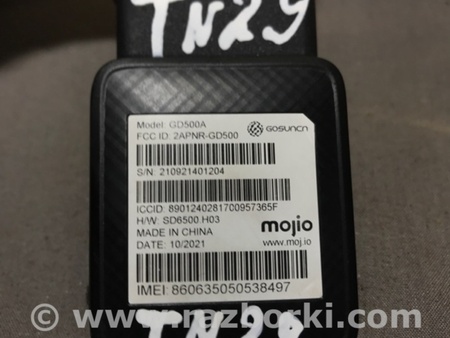 TN29
Model: GD500A
GOSUNCN
FCC ID: 2APNR-GD500
S/N: 210921401204
ICCID: 8901240281700957365F
H/W: SD6500.H03
MADE IN CHINA
mojio
DATE: 10/2021
www.moj.io
IMEI: 860635050538497
TN29
www.razborki.com